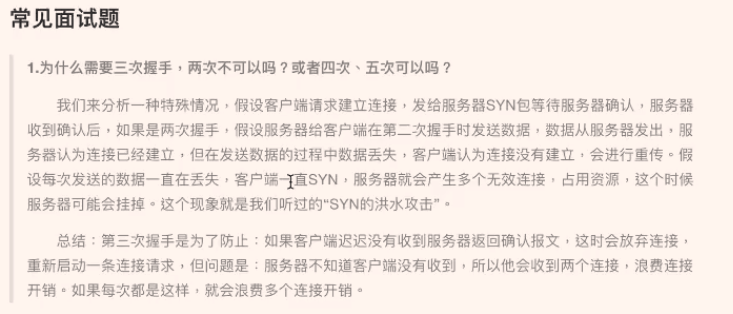 常见面试题
1.为什么需要三次握手，两次不可以吗？或者四次、五次可以吗？
我们来分析一种特殊情况，假设客户端请求建立连接，发给服务器SYN包等待服务器确认，服务器
收到确认后，如果是两次握手，假设服务器给客户端在第二次握手时发送数据，数据从服务器发出，服
务器认为连接已经建立，但在发送数据的过程中数据丢失，客户端认为连接没有建立，会进行重传。假
设每次发送的数据一直在丢失，客户端一直SYN，服务器就会产生多个无效连接，占用资源，这个时候
服务器可能会挂掉。这个现象就是我们听过的“SYN的洪水攻击”。
总结：第三次握手是为了防止：如果客户端迟迟没有收到服务器返回确认报文，这时会放弃连接，
重新启动一条连接请求，但问题是：服务器不知道客户端没有收到，所以他会收到两个连接，浪费连接
开销。如果每次都是这样，就会浪费多个连接开销。